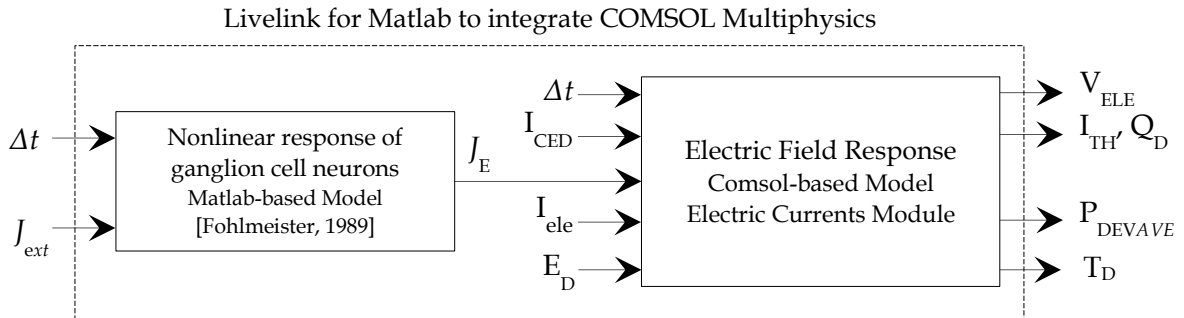 Livelink for Matlab to integrate COMSOL Multiphysics
Δt
J_ext
Nonlinear response of
ganglion cell neurons
Matlab-based Model
[Fohlmeister, 1989]
J_E
Δt
I_CED
I_ele
E_D
Electric Field Response
Comsol-based Model
Electric Currents Module
V_ELE
I_TH, Q_D
P_DEVAVE
T_D